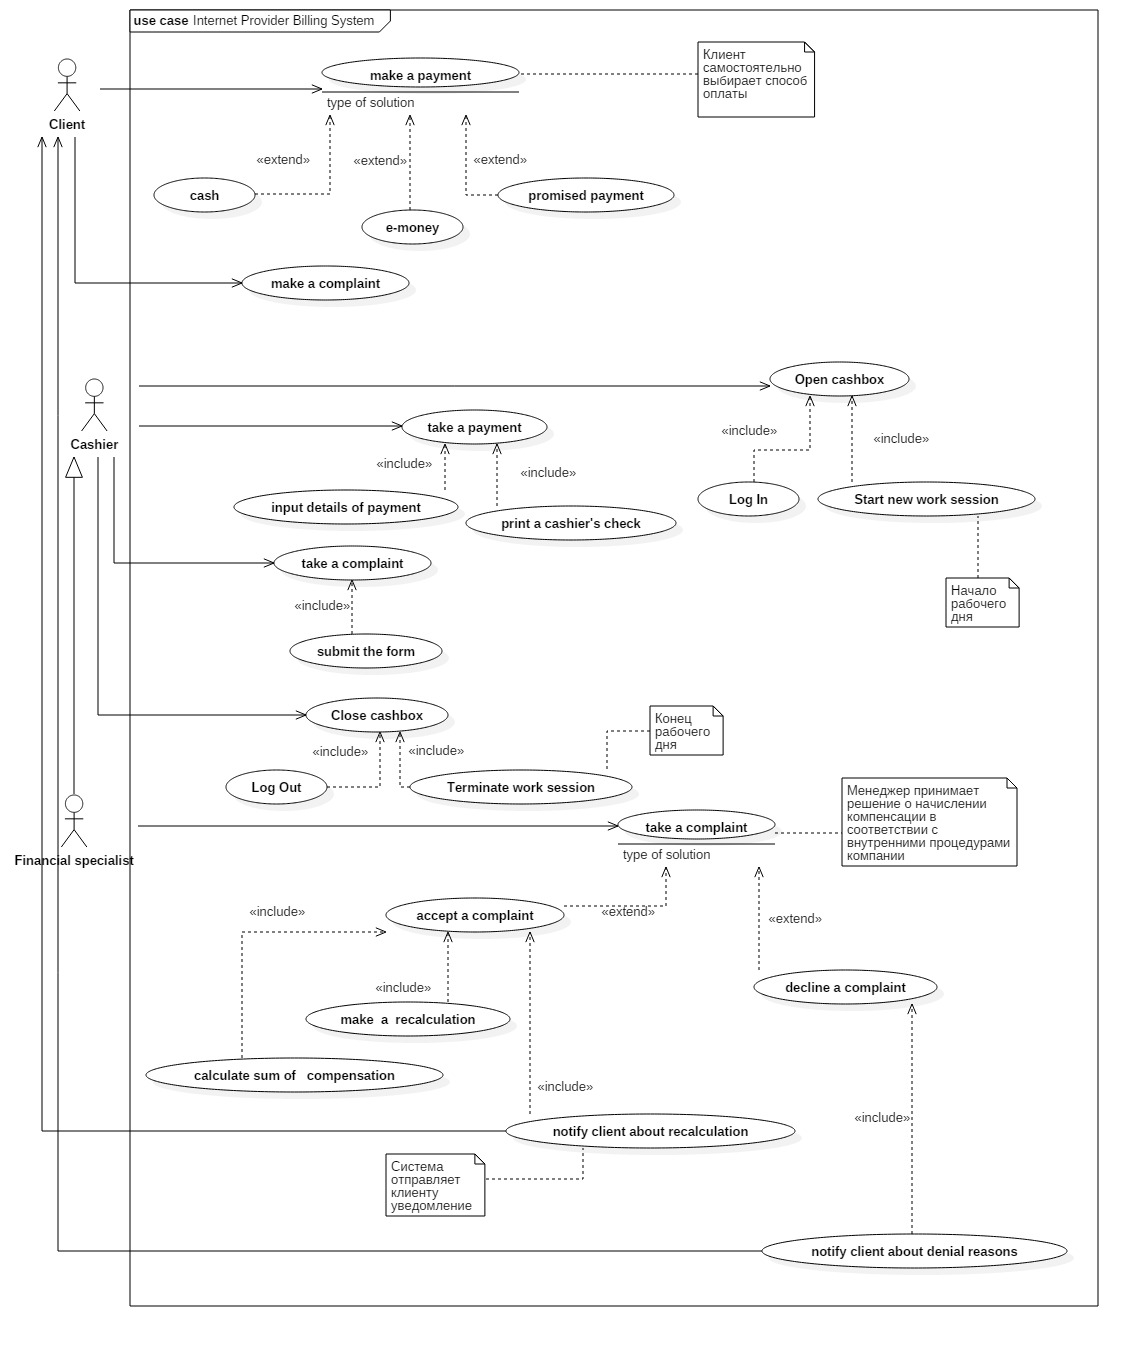 use case Internet Provider Billing System
Client
make a payment
type of solution
Клиент
самостоятельно
выбирает способ
оплаты
«extend»
«extend»
«extend»
cash
e-money
promised payment
make a complaint
Cashier
Open cashbox
take a payment
«include»
«include»
«include»
«include»
input details of payment
print a cashier's check
Log In
Start new work session
take a complaint
«include»
submit the form
Начало
рабочего
дня
Close cashbox
«include»
«include»
Log Out
Terminate work session
Конец
рабочего
дня
Financial specialist
take a complaint
type of solution
Менеджер принимает
решение о начислении
компенсации в
соответствии с
внутренними процедурами
компании
«include»
accept a complaint
«extend»
«extend»
«include»
decline a complaint
make a recalculation
calculate sum of compensation
«include»
«include»
notify client about recalculation
Система
отправляет
клиенту
уведомление
notify client about denial reasons